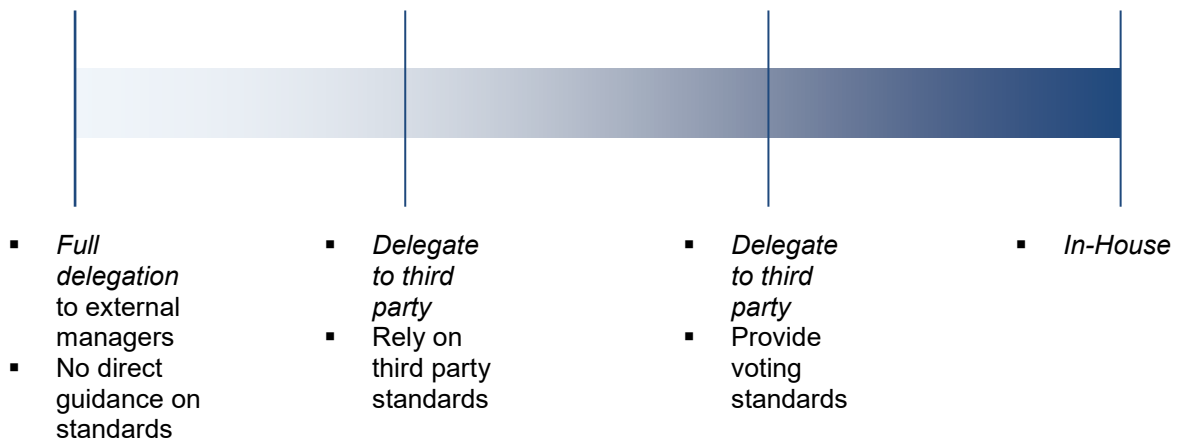 ▪ Full
delegation
to external
managers
▪ No direct
guidance on
standards
▪ Delegate
to third
party
▪ Rely on
third party
standards
▪ Delegate
to third
party
▪ Provide
voting
standards
▪ In-House